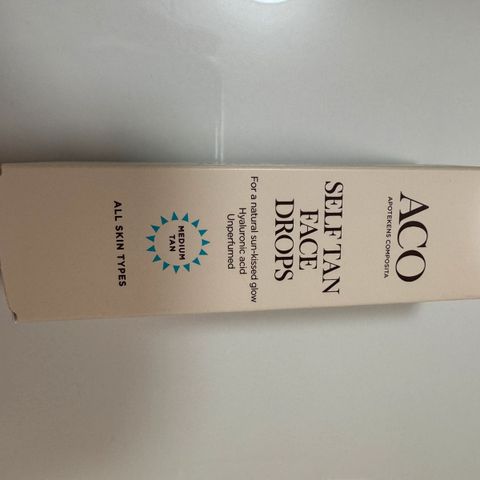 ACO
APOTEKENS COMPOSITA
SELF TAN
FACE
DROPS
For a natural sun-kissed glow
Hyaluronic acid
Unperfumed
MEDIUM
TAN
ALL SKIN TYPES